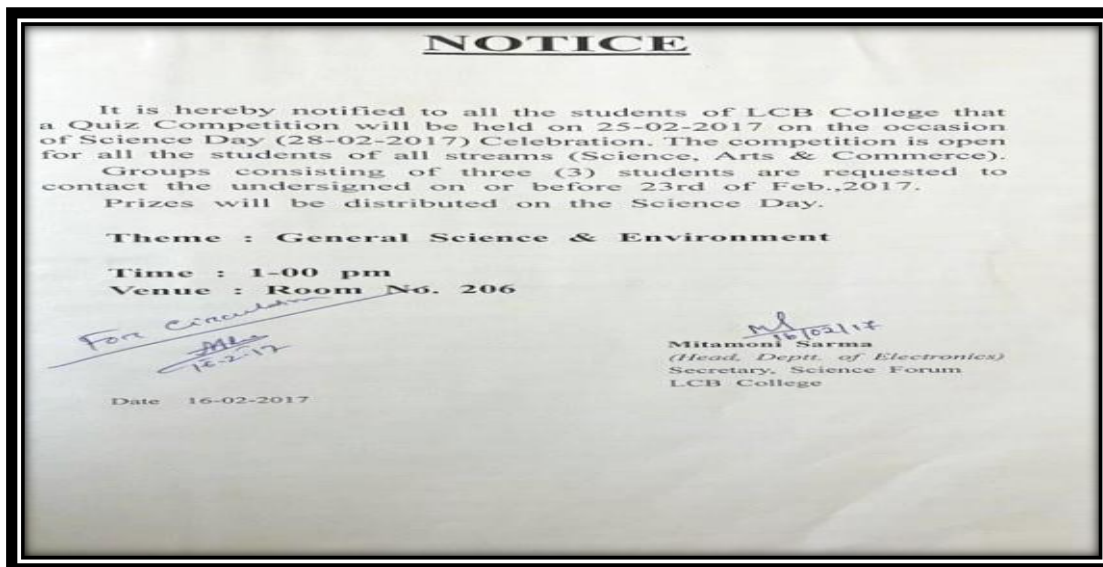 NOTICE
It is hereby notified to all the students of LCB College that
a Quiz Competition will be held on 25-02-2017 on the occasion
of Science Day (28-02-2017) Celebration. The competition is open
for all the students of all streams (Science, Arts & Commerce).
Groups consisting of three (3) students are requested to
contact the undersigned on or before 23rd of Feb.,2017.
Prizes will be distributed on the Science Day.
Theme : General Science & Environment
Time : 1-00 pm
Venue : Room No. 206
For Circulation
16/02/17
Mitamoni Sarma
(Head, Deptt. of Electronics)
Secretary, Science Forum
LCB College
Date 16-02-2017